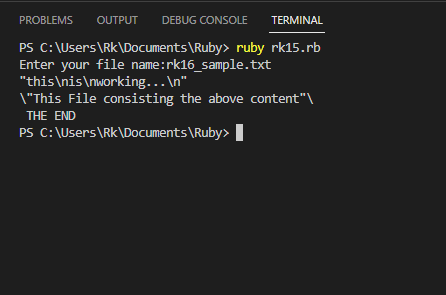 PROBLEMS OUTPUT DEBUG CONSOLE TERMINAL
PS C:\Users\Rk\Documents\Ruby> ruby rk15.rb
Enter your file name:rk16_sample.txt
"this\nis\nworking...\n"
\"This File consisting the above content"\
THE END
PS C:\Users\Rk\Documents\Ruby>